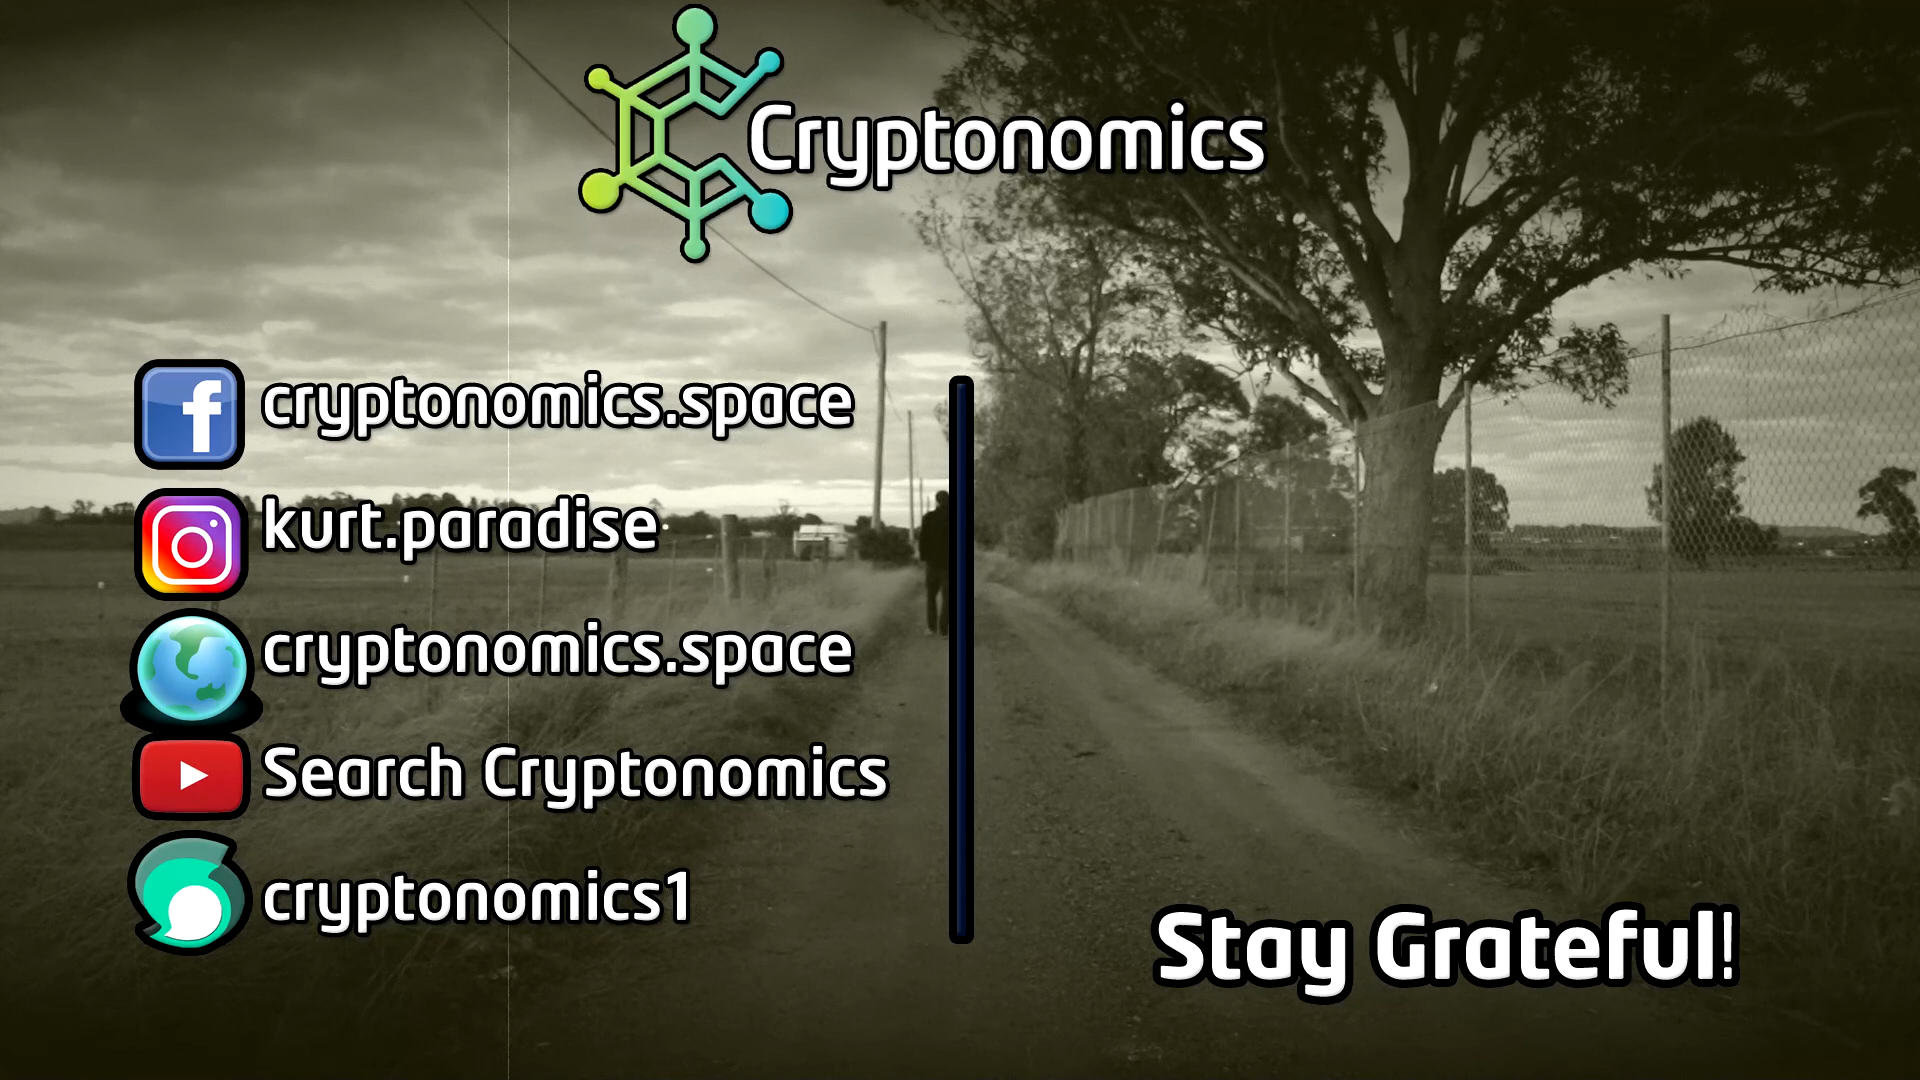 Cryptonomics
cryptonomics.space
kurt.paradise
cryptonomics.space
Search Cryptonomics
cryptonomics1
Stay Grateful!